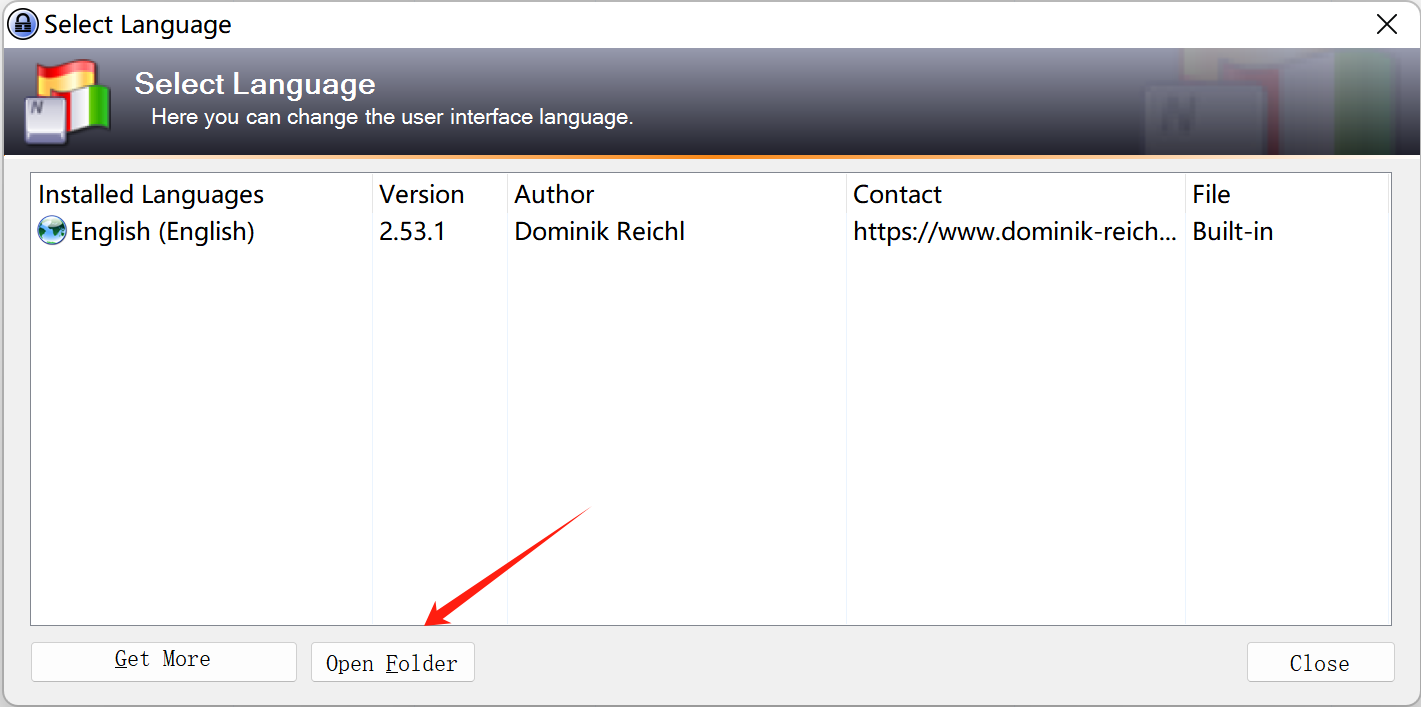 Select Language
Select Language
Here you can change the user interface language.
Installed Languages Version Author Contact File
English (English) 2.53.1 Dominik Reichl https://www.dominik-reich... Built-in
Get More Open Folder Close